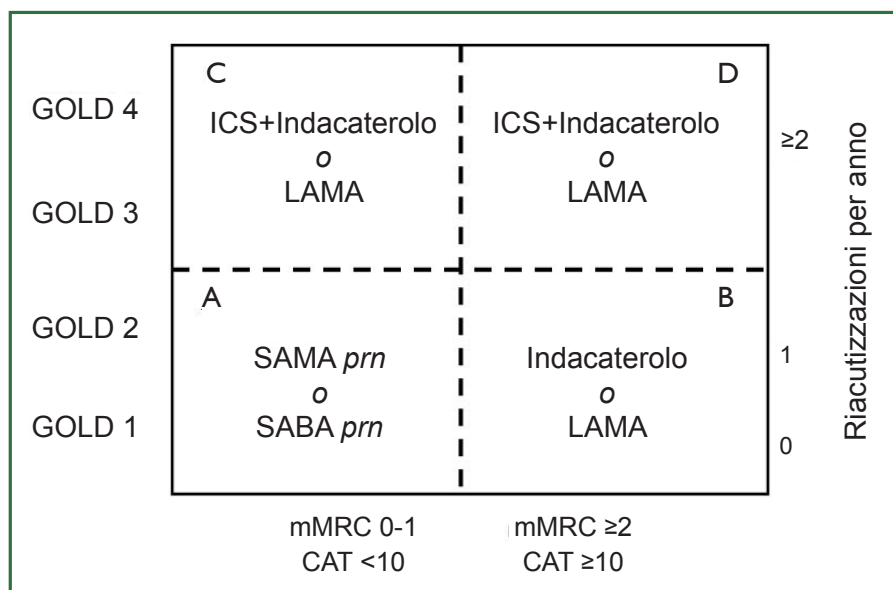 GOLD 4
GOLD 3
GOLD 2
GOLD 1
C
ICS+Indacaterolo
o
LAMA
D
ICS+Indacaterolo
o
LAMA
A
SAMA prn
o
SABA prn
B
Indacaterolo
o
LAMA
≥2
1
0
Riacutizzazioni per anno
mMRC 0-1
CAT <10
mMRC ≥2
CAT ≥10